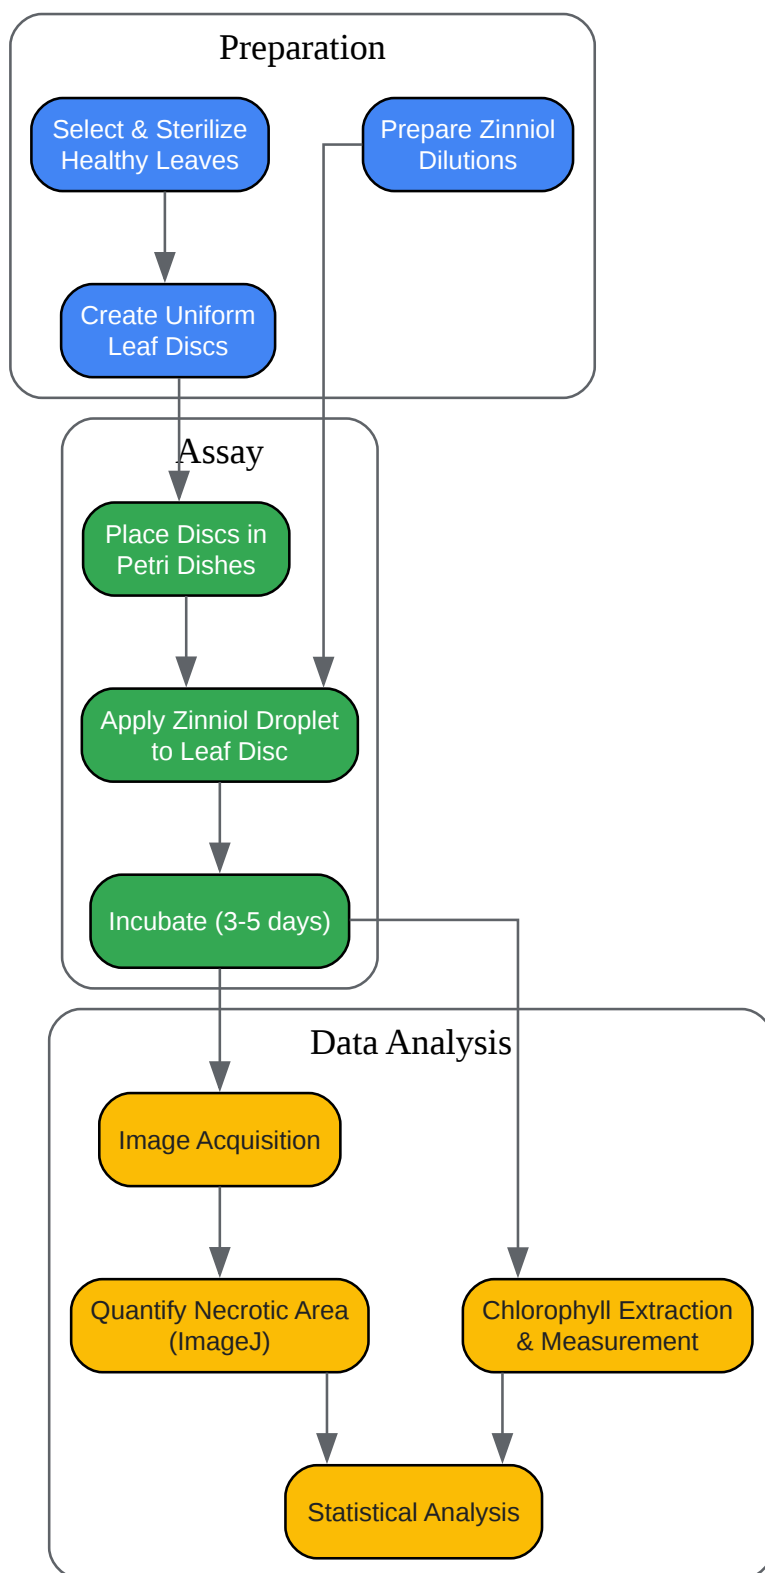 Preparation
Select & Sterilize
Healthy Leaves
Prepare Zinniol
Dilutions
Create Uniform
Leaf Discs
Assay
Place Discs in
Petri Dishes
Apply Zinniol Droplet
to Leaf Disc
Incubate (3-5 days)
Data Analysis
Image Acquisition
Quantify Necrotic Area
(ImageJ)
Chlorophyll Extraction
& Measurement
Statistical Analysis